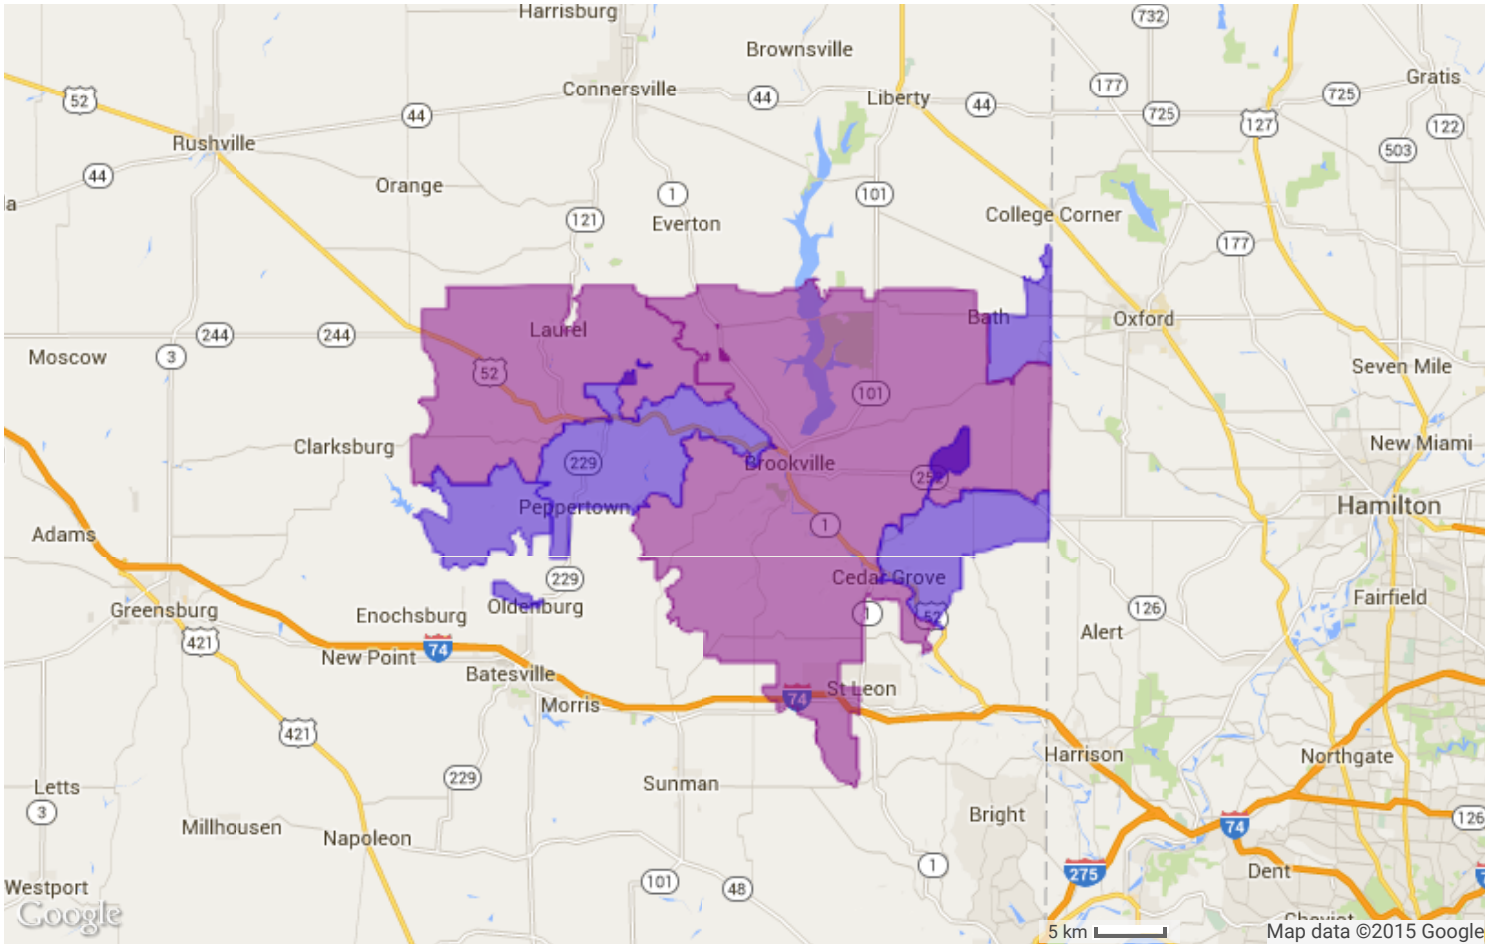 Harrisburg
732
Brownsville
Gratis
52
Connersville
44
Liberty
44
177
725
725
44
127
122
Rushville
503
44
Orange
1
101
a
121
Everton
College Corner
177
Laurel
Bath
Oxford
244
244
Moscow
3
Seven Mile
52
101
Clarksburg
New Miami
229
Brookville
Peppertown
Hamilton
1
Adams
229
Cedar Grove
Greensburg
Enochsburg
Oldenburg
1
52
126
Fairfield
421
New Point
74
Alert
Batesville
74
St Leon
Morris
421
Harrison
Northgate
229
Sunman
Letts
3
Millhousen
Napoleon
Bright
74
126
1
275
Dent
Westport
101
48
Google
Cheviot
5 km
Map data ©2015 Google